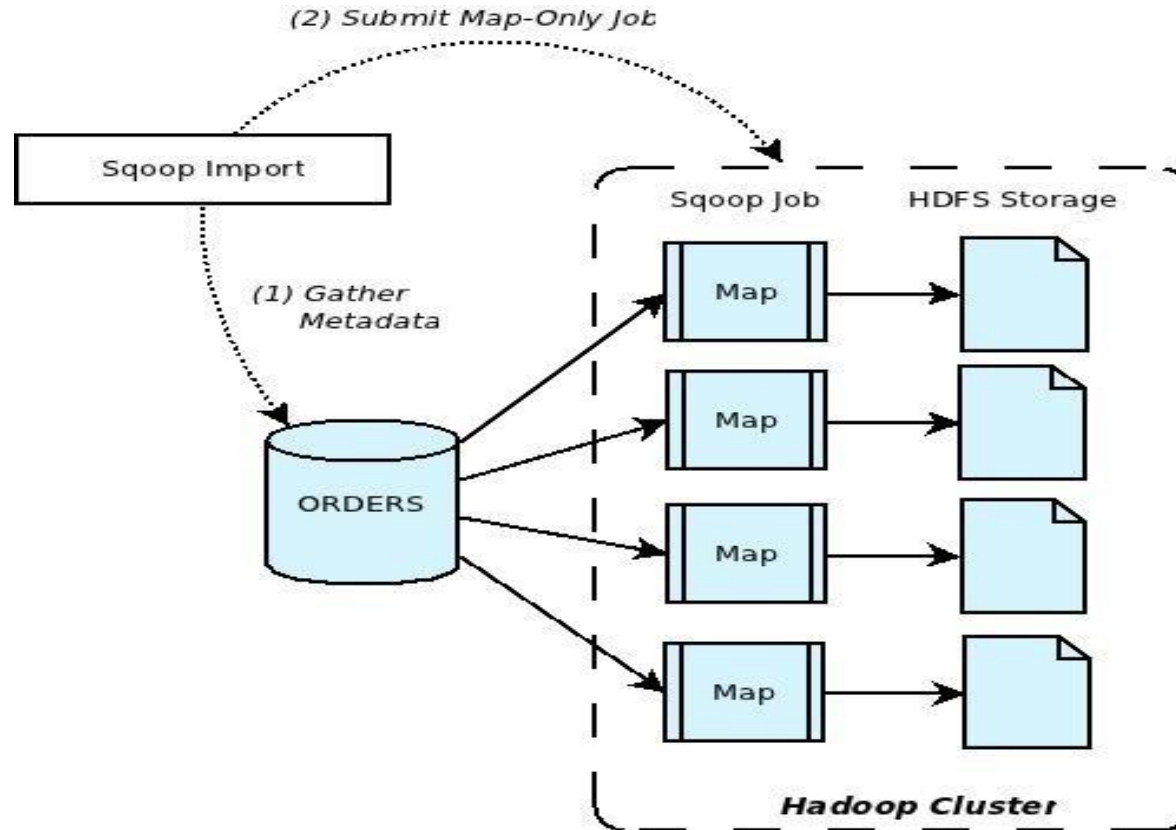 (2) Submit Map-Only Job
Sqoop Import
Sqoop Job
HDFS Storage
(1) Gather
Metadata
Map
Map
ORDERS
Map
Map
Hadoop Cluster